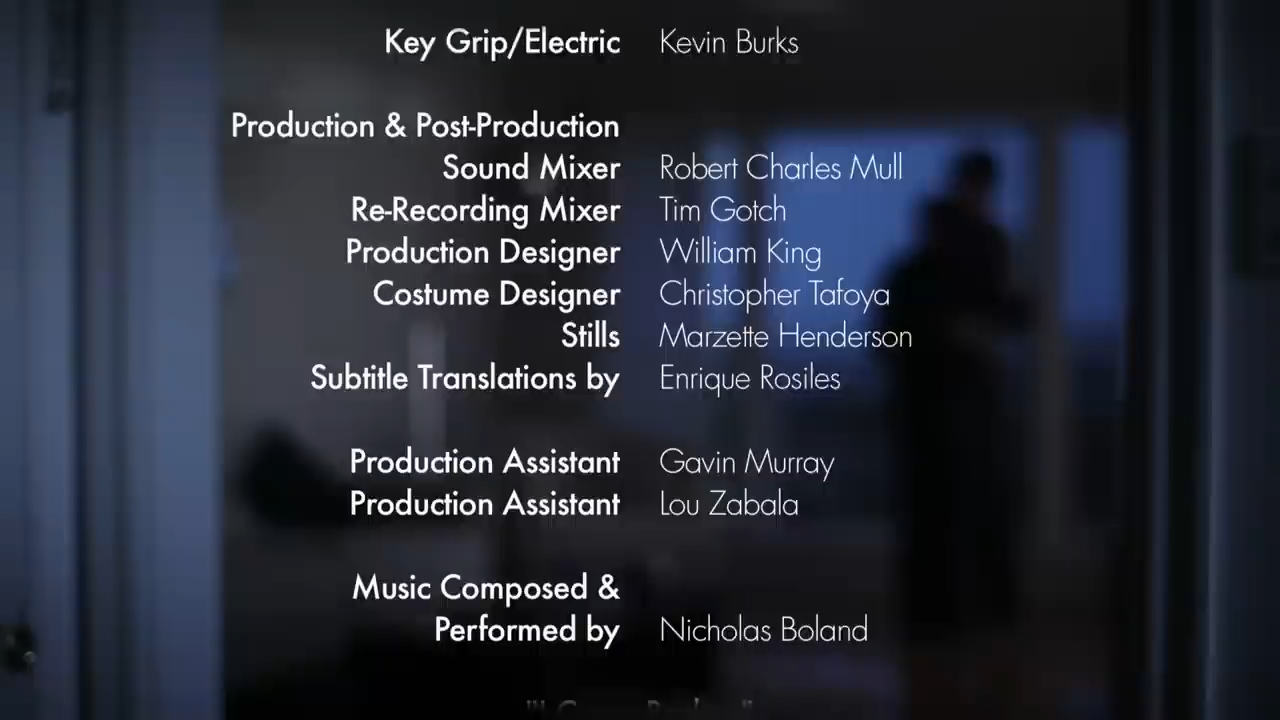 Key Grip/Electric Kevin Burks
Production & Post-Production
Sound Mixer Robert Charles Mull
Re-Recording Mixer Tim Gotch
Production Designer William King
Costume Designer Christopher Tafoya
Stills Marzette Henderson
Subtitle Translations by Enrique Rosiles
Production Assistant Gavin Murray
Production Assistant Lou Zabala
Music Composed &
Performed by Nicholas Boland